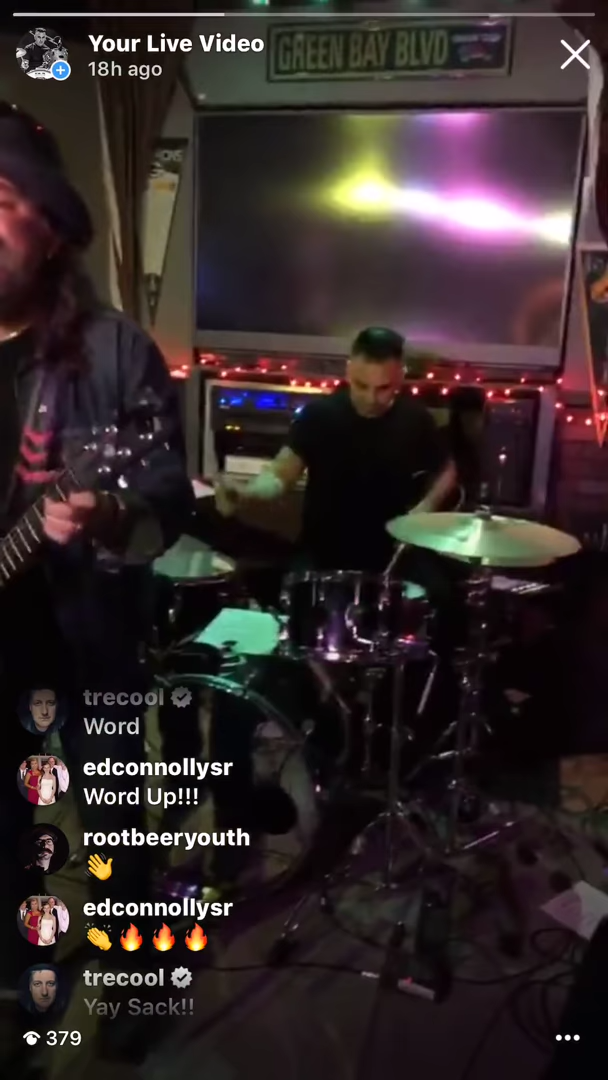 Your Live Video
18h ago
GREEN BAY BLVD
trecool
Word
edconnollysr
Word Up!!!
rootbeeryouth
👋
edconnollysr
👏🔥🔥🔥
trecool
Yay Sack!!
379